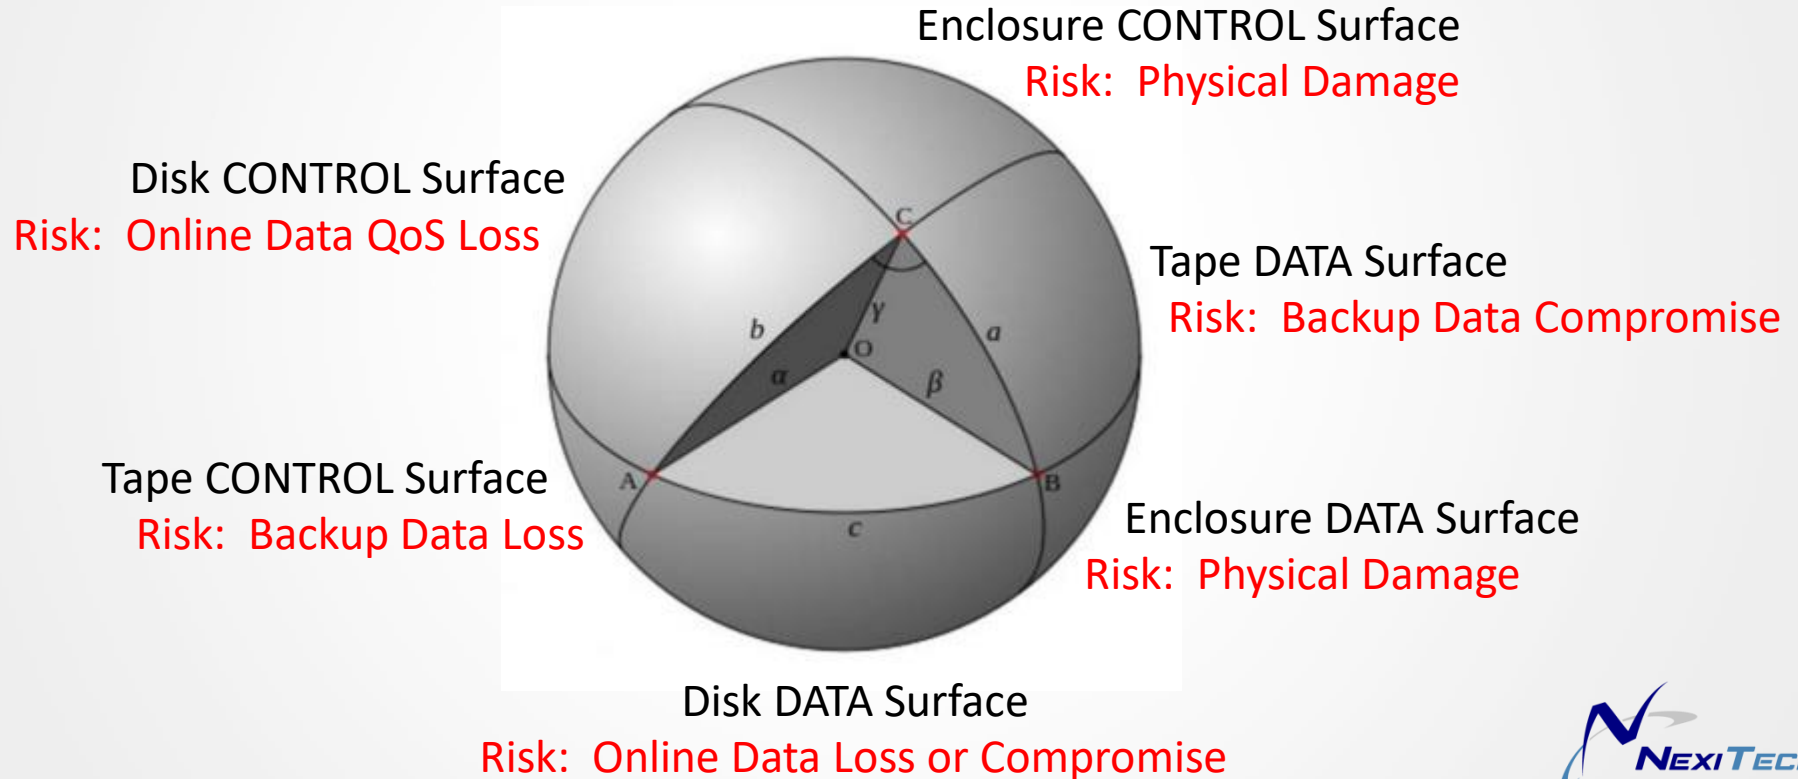 Enclosure CONTROL Surface
Risk: Physical Damage
Disk CONTROL Surface
Risk: Online Data QoS Loss
C
Tape DATA Surface
Risk: Backup Data Compromise
b
γ
a
O
α
β
Tape CONTROL Surface
Risk: Backup Data Loss
A
B
c
Enclosure DATA Surface
Risk: Physical Damage
Disk DATA Surface
Risk: Online Data Loss or Compromise
NEXITEC